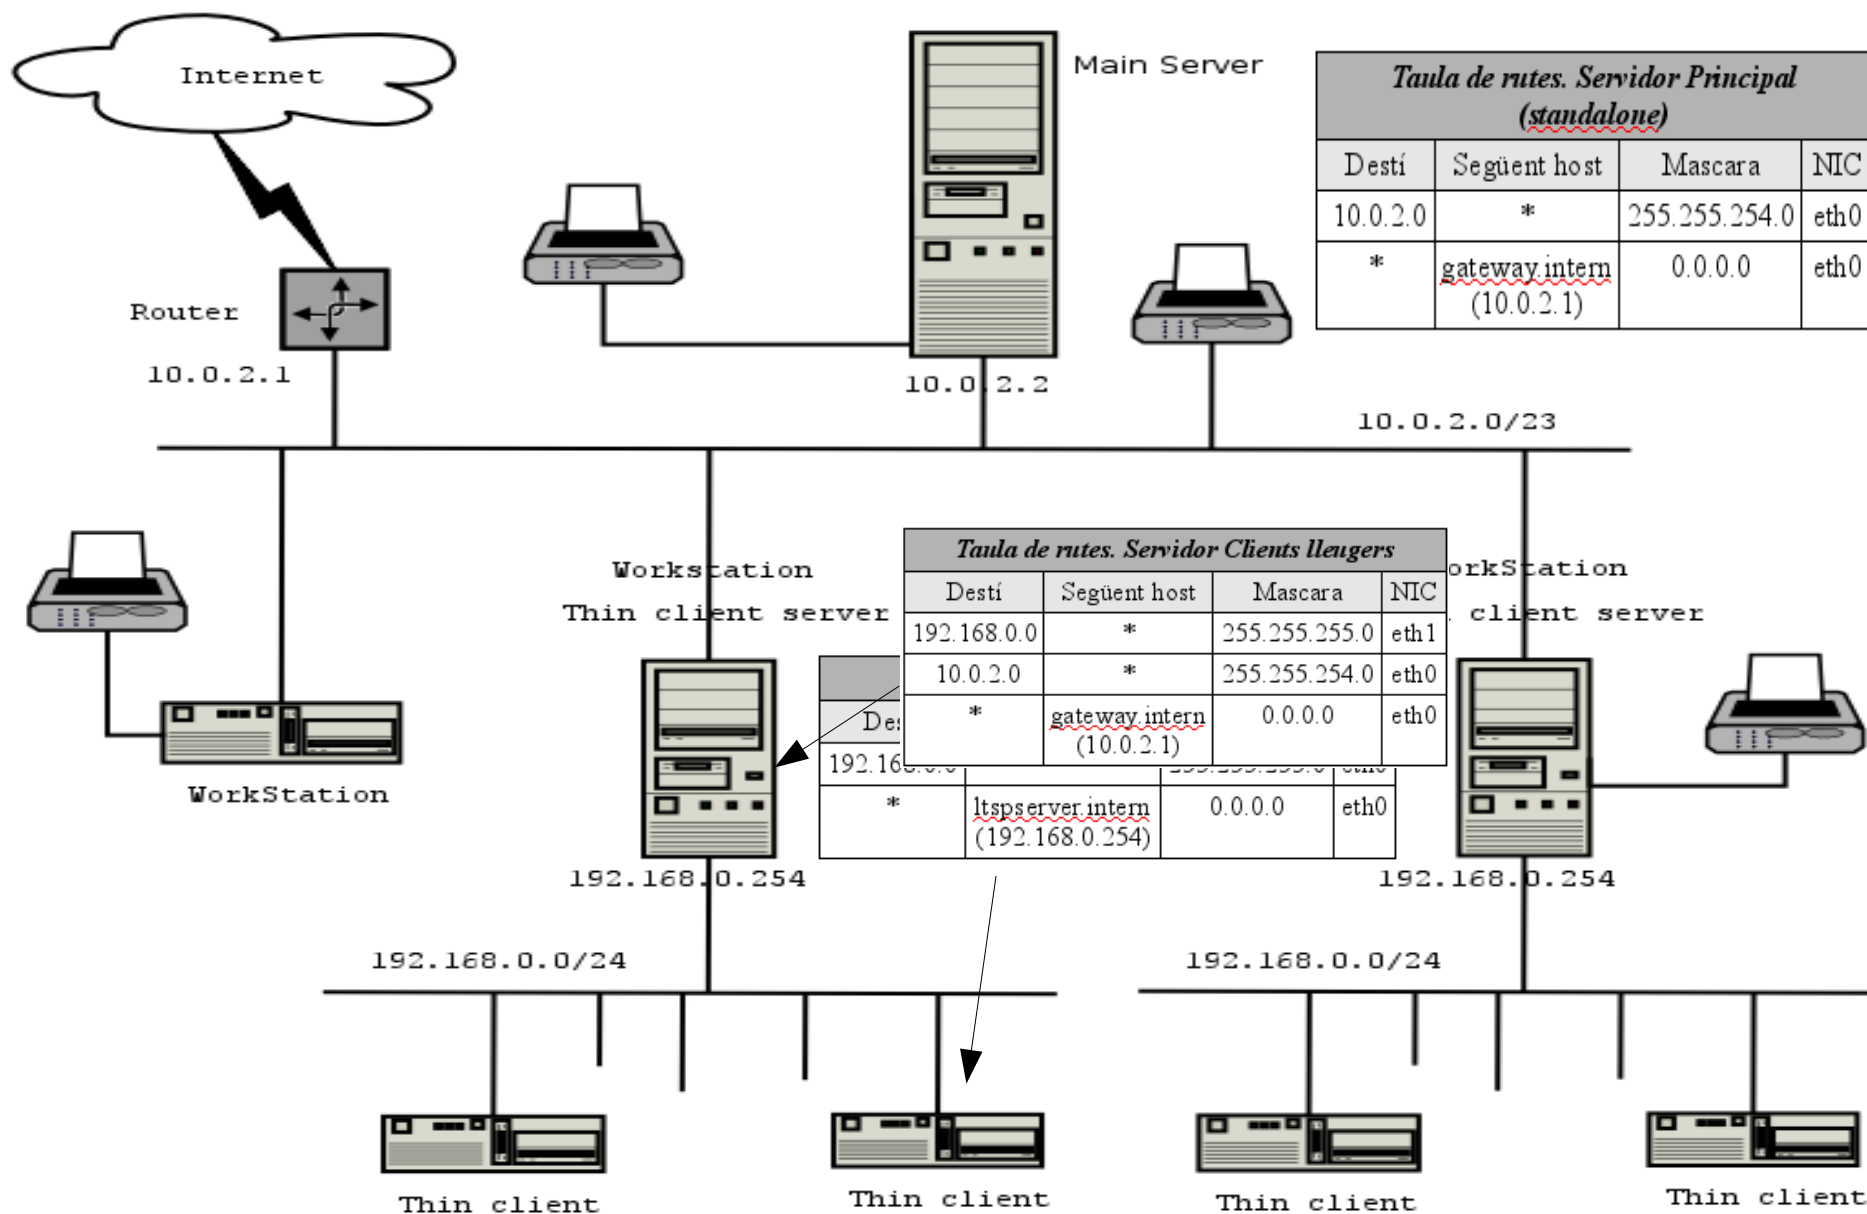 Internet
Main Server
Taula de rutes. Servidor Principal
(standalone)
Destí Següent host Mascara NIC
10.0.2.0 * 255.255.254.0 eth0
* gateway.intern 0.0.0.0 eth0
(10.0.2.1)
Router
10.0.2.1
10.0.2.2
10.0.2.0/23
Workstation
Thin client server
Taula de rutes. Servidor Clients lleugers
Destí Següent host Mascara NIC
192.168.0.0 * 255.255.255.0 eth1
10.0.2.0 * 255.255.254.0 eth0
* gateway.intern 0.0.0.0 eth0
(10.0.2.1)
orkStation
client server
* ltspserver.intern 0.0.0.0 eth0
(192.168.0.254)
WorkStation
192.168.0.254
192.168.0.254
192.168.0.0/24
192.168.0.0/24
Thin client
Thin client
Thin client
Thin client